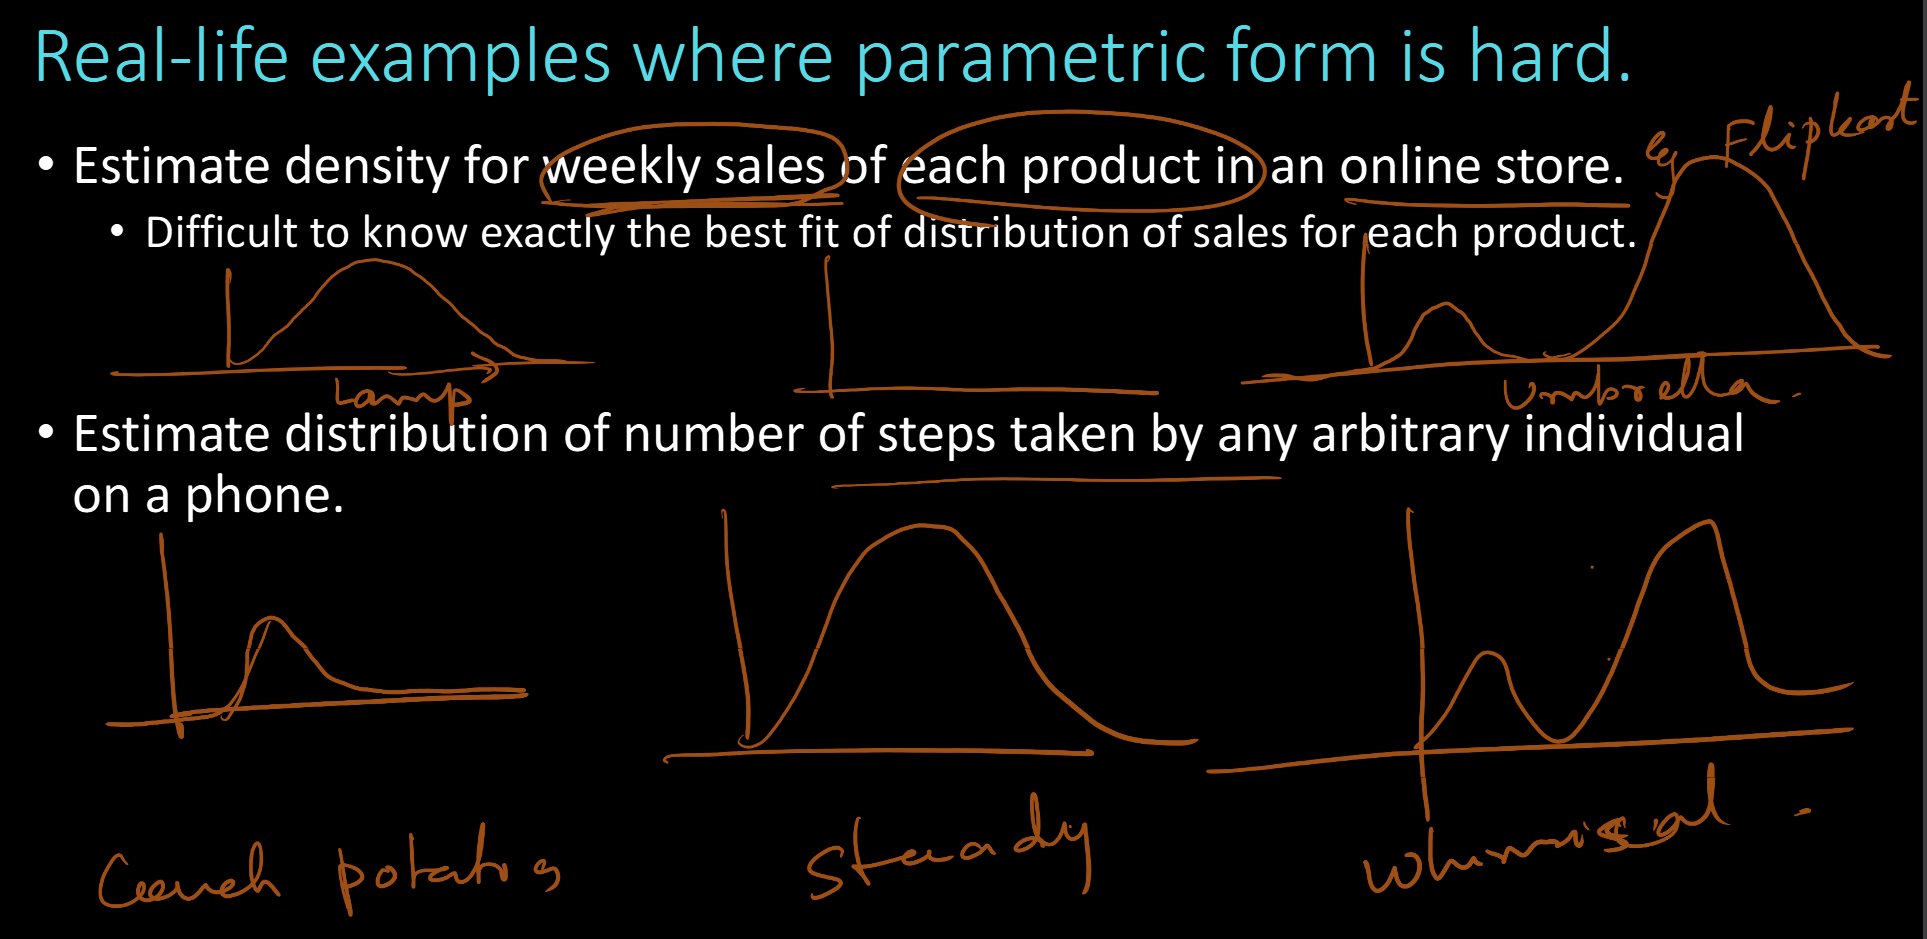 Real-life examples where parametric form is hard.
eg Flipkart
• Estimate density for weekly sales of each product in an online store.
• Difficult to know exactly the best fit of distribution of sales for each product.
Lamp
Umbrella.
• Estimate distribution of number of steps taken by any arbitrary individual
on a phone.
Couch potatos
Steady
Whimsical.